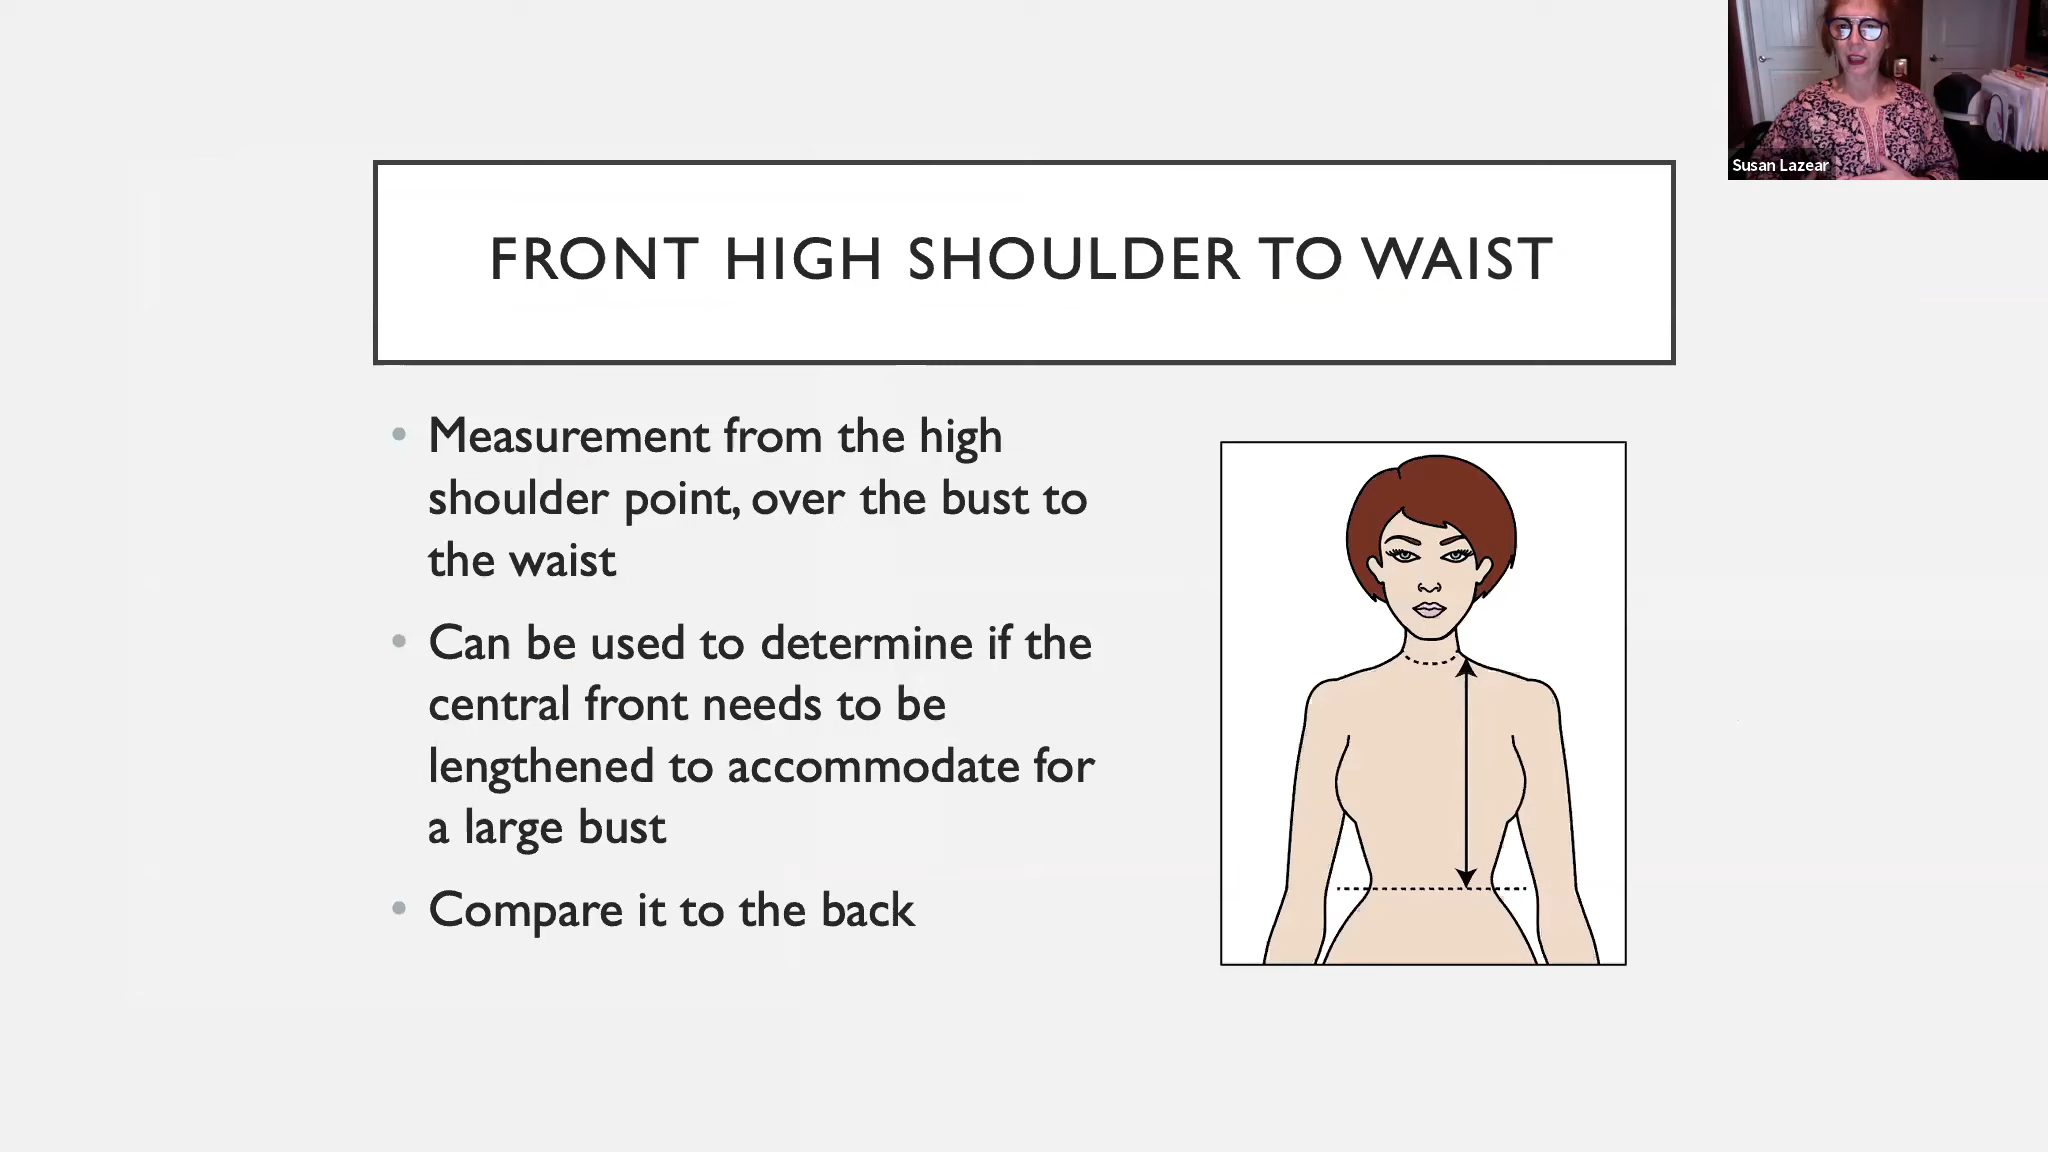 Susan Lazear
FRONT HIGH SHOULDER TO WAIST
• Measurement from the high
shoulder point, over the bust to
the waist
• Can be used to determine if the
central front needs to be
lengthened to accommodate for
a large bust
• Compare it to the back